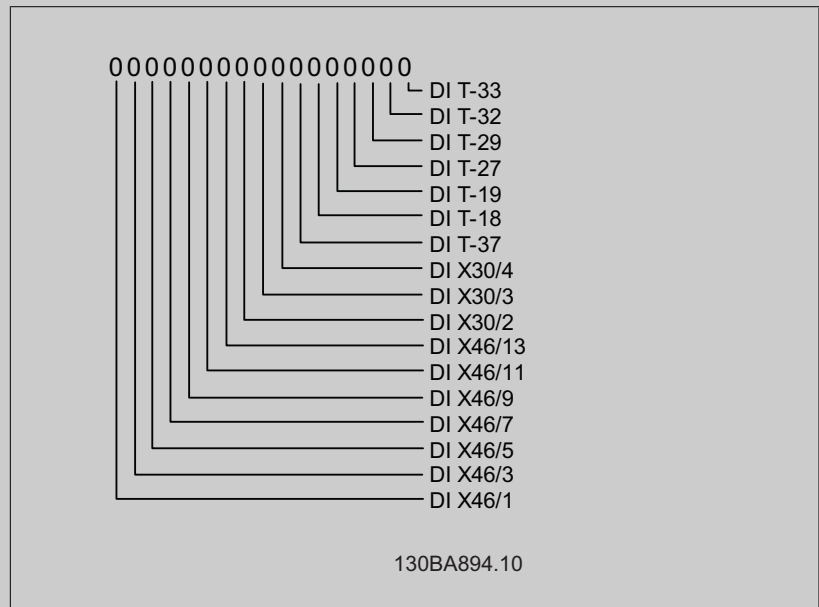 00000000000000000
DI T-33
DI T-32
DI T-29
DI T-27
DI T-19
DI T-18
DI T-37
DI X30/4
DI X30/3
DI X30/2
DI X46/13
DI X46/11
DI X46/9
DI X46/7
DI X46/5
DI X46/3
DI X46/1
130BA894.10